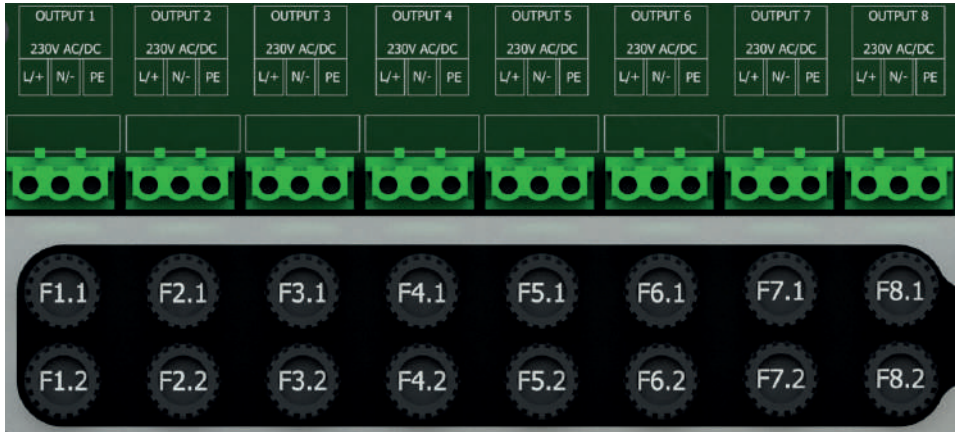 OUTPUT 1 OUTPUT 2 OUTPUT 3 OUTPUT 4 OUTPUT 5 OUTPUT 6 OUTPUT 7 OUTPUT 8
230V AC/DC 230V AC/DC 230V AC/DC 230V AC/DC 230V AC/DC 230V AC/DC 230V AC/DC 230V AC/DC
L/+ N/- PE L/+ N/- PE L/+ N/- PE L/+ N/- PE L/+ N/- PE L/+ N/- PE L/+ N/- PE L/+ N/- PE
F1.1 F2.1 F3.1 F4.1 F5.1 F6.1 F7.1 F8.1
F1.2 F2.2 F3.2 F4.2 F5.2 F6.2 F7.2 F8.2